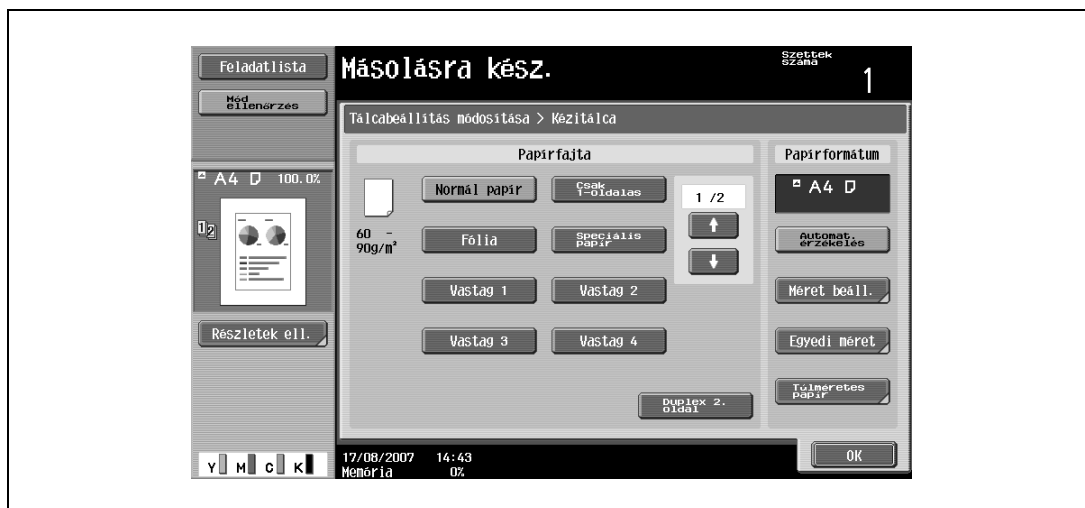 Feladatlista
Mód
ellenőrzés
Másolásra kész.
Szettek
száma
1
Tálcabeállítás módosítása > Kézitálca
Papírfajta
Papírformátum
A4 100.0%
1 2
60 -
90g/m²
Normál papír
Csak
1-oldalas
1 /2
A4
Fólia
Speciális
papír
Automat.
érzékelés
Vastag 1
Vastag 2
Méret beáll.
Részletek ell.
Vastag 3
Vastag 4
Egyedi méret
Duplex 2.
oldal
Túlméretes
papír
Y M C K
17/08/2007 14:43
Memória 0%
OK